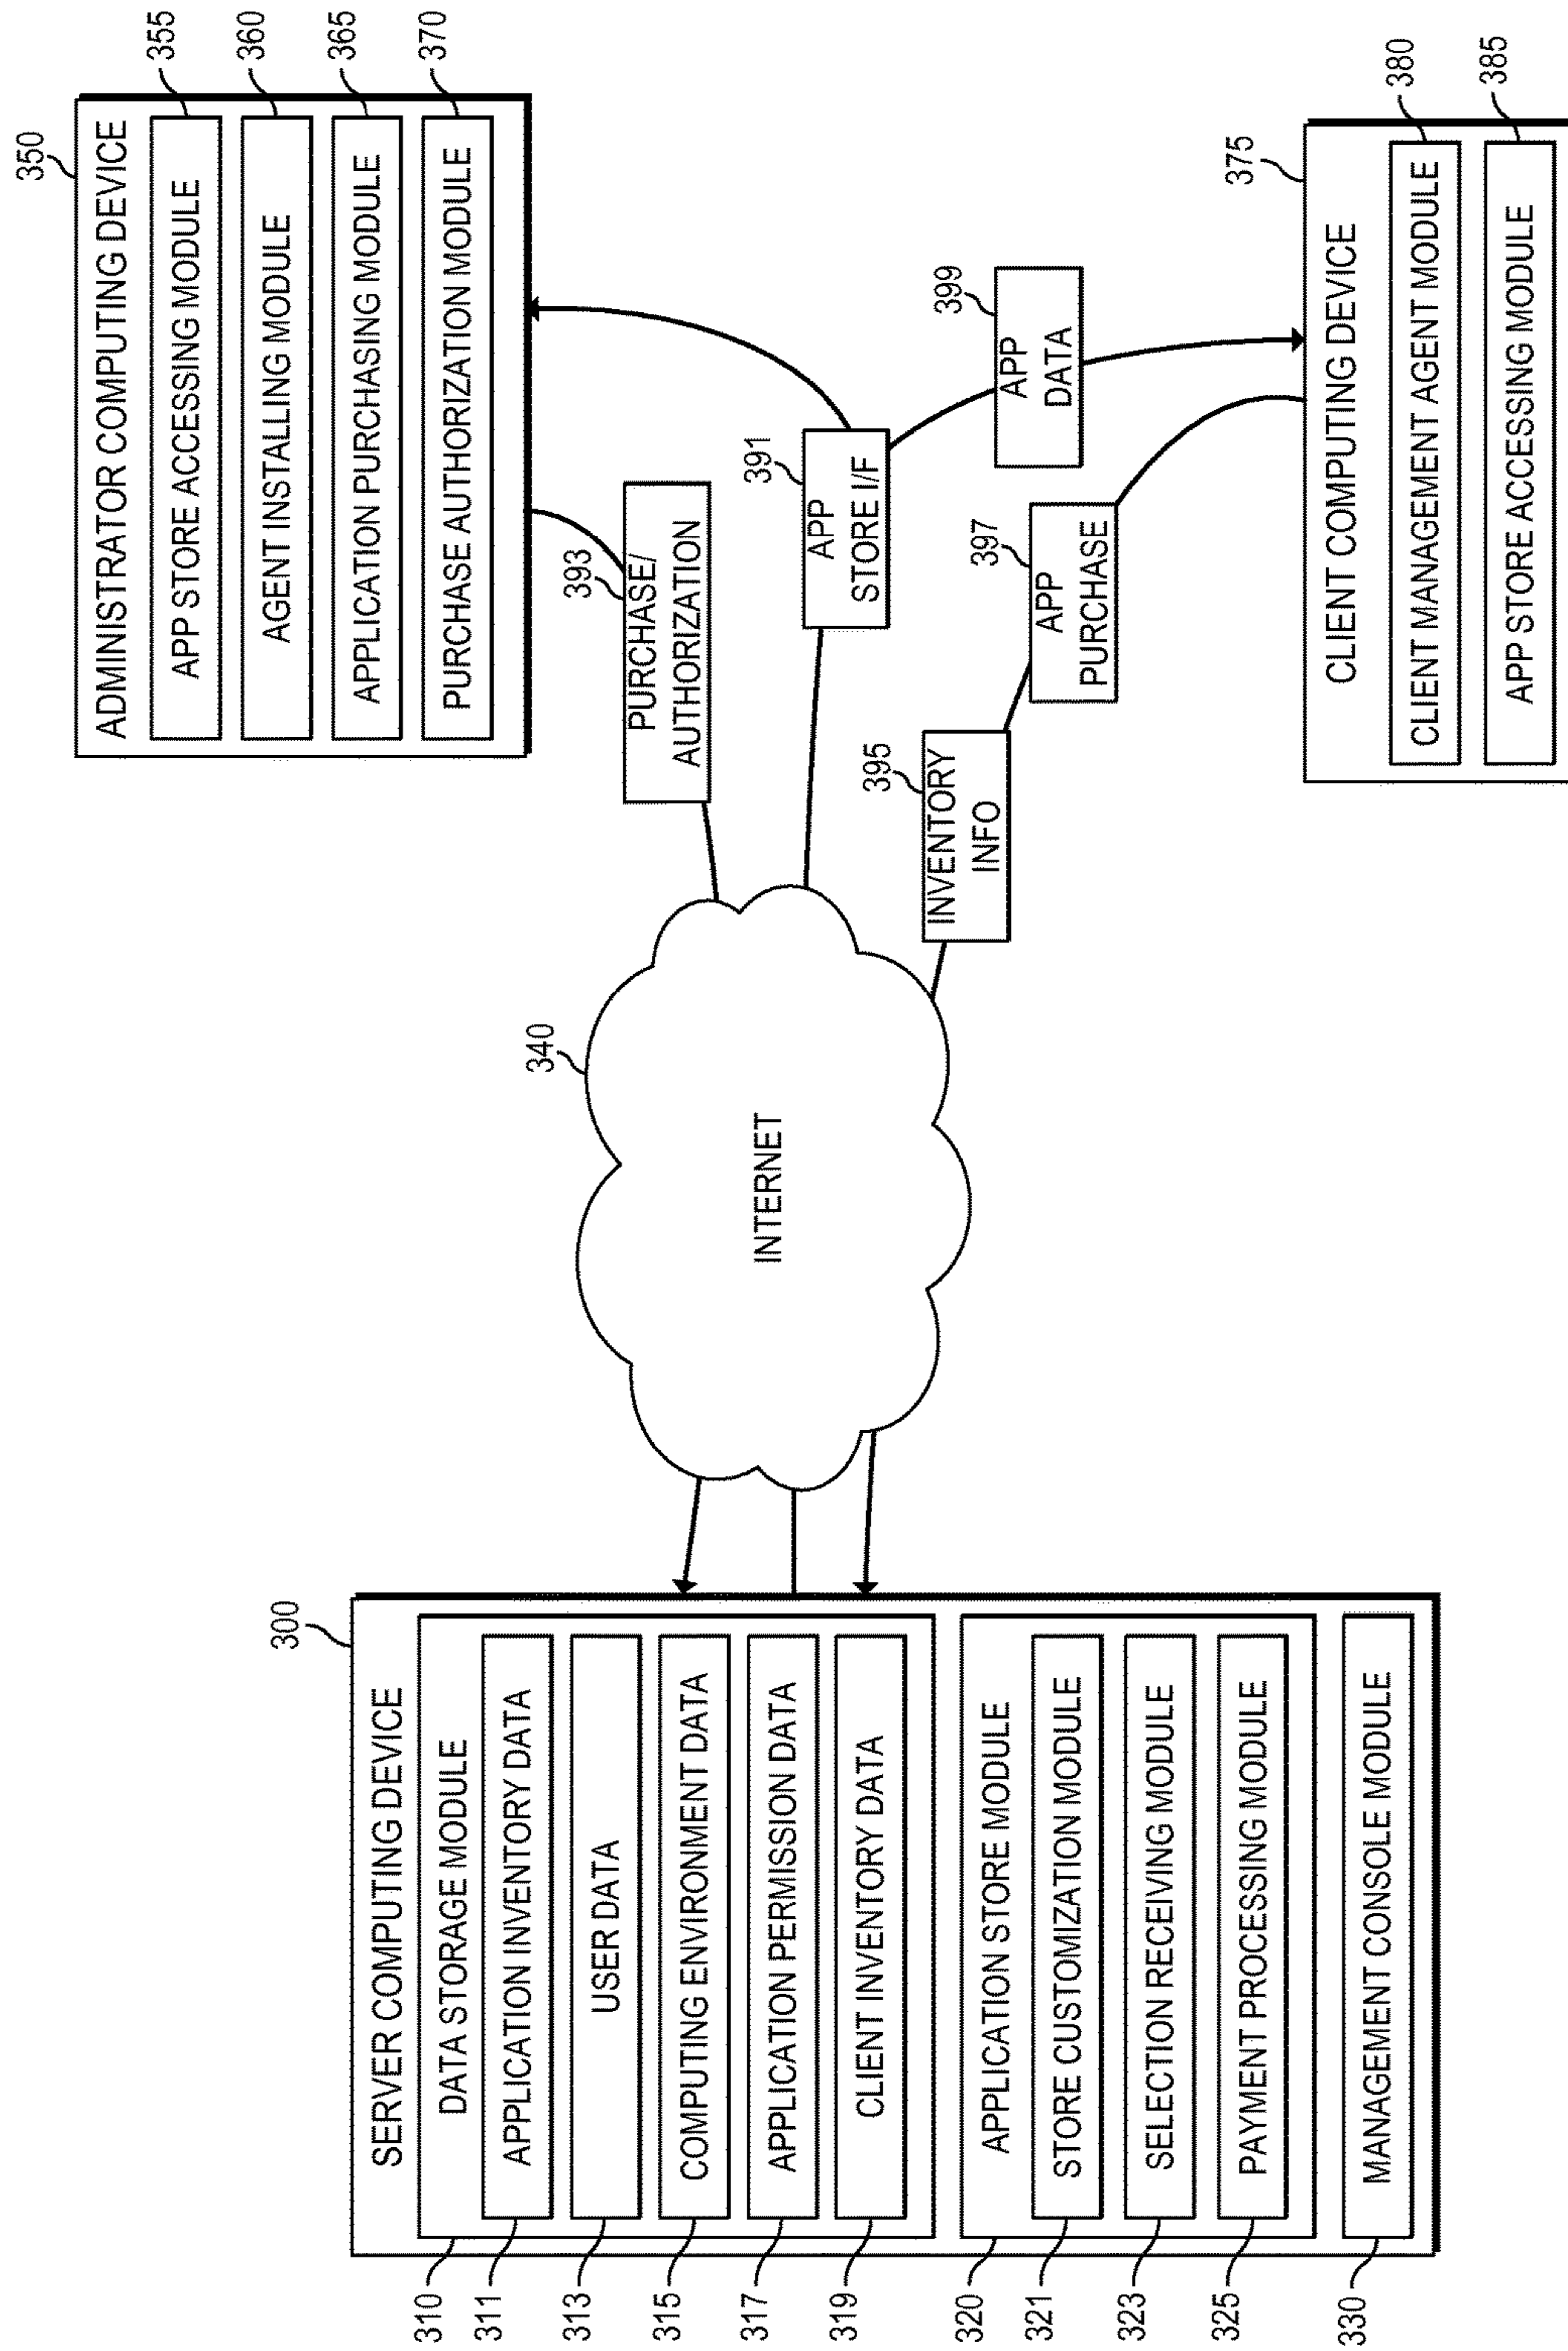 300
SERVER COMPUTING DEVICE
310
DATA STORAGE MODULE
311
APPLICATION INVENTORY DATA
313
USER DATA
315
COMPUTING ENVIRONMENT DATA
317
APPLICATION PERMISSION DATA
319
CLIENT INVENTORY DATA
320
APPLICATION STORE MODULE
321
STORE CUSTOMIZATION MODULE
323
SELECTION RECEIVING MODULE
325
PAYMENT PROCESSING MODULE
330
MANAGEMENT CONSOLE MODULE
340
INTERNET
350
ADMINISTRATOR COMPUTING DEVICE
APP STORE ACCESSING MODULE
355
AGENT INSTALLING MODULE
360
APPLICATION PURCHASING MODULE
365
PURCHASE AUTHORIZATION MODULE
370
393
PURCHASE/
AUTHORIZATION
391
APP
STORE I/F
395
INVENTORY
INFO
397
APP
PURCHASE
399
APP
DATA
375
CLIENT COMPUTING DEVICE
CLIENT MANAGEMENT AGENT MODULE
380
APP STORE ACCESSING MODULE
385